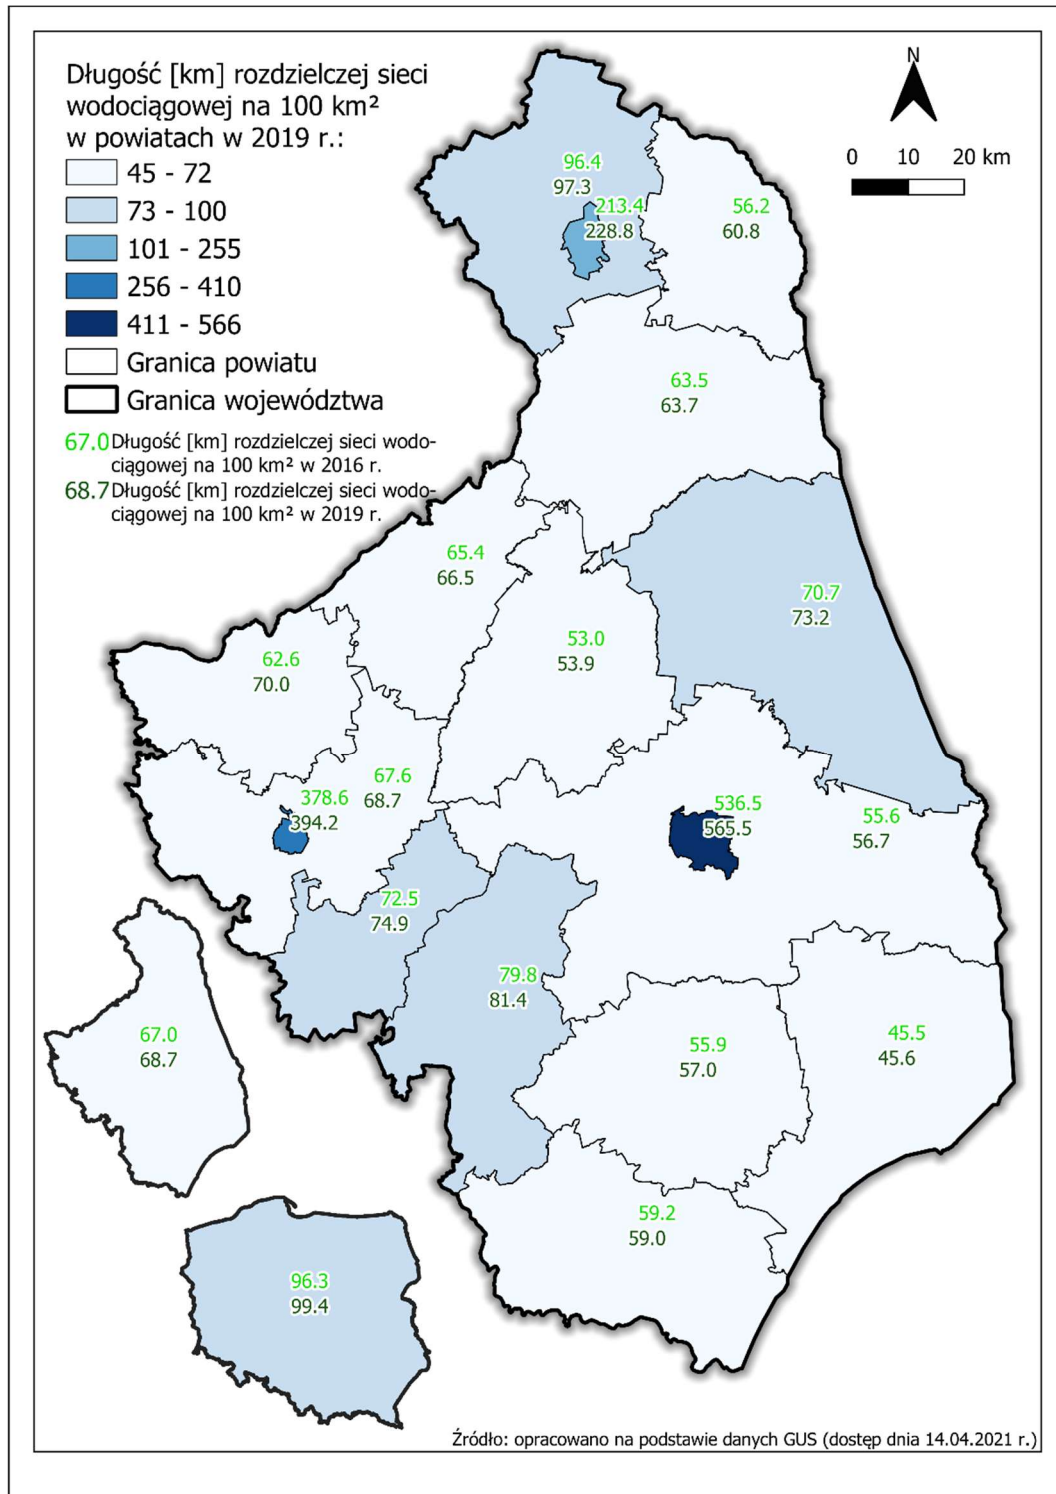 Długość [km] rozdzielczej sieci
wodociągowej na 100 km²
w powiatach w 2019 r.:
45 - 72
73 - 100
101 - 255
256 - 410
411 - 566
Granica powiatu
Granica województwa
67.0 Długość [km] rozdzielczej sieci wodo-
ciągowej na 100 km² w 2016 r.
68.7 Długość [km] rozdzielczej sieci wodo-
ciągowej na 100 km² w 2019 r.
N
0 10 20 km
96.4
97.3
213.4
228.8
56.2
60.8
63.5
63.7
65.4
66.5
70.7
73.2
53.0
53.9
62.6
70.0
67.6
68.7
378.6
394.2
536.5
565.5
55.6
56.7
72.5
74.9
79.8
81.4
55.9
57.0
45.5
45.6
67.0
68.7
59.2
59.0
96.3
99.4
Źródło: opracowano na podstawie danych GUS (dostęp dnia 14.04.2021 r.)